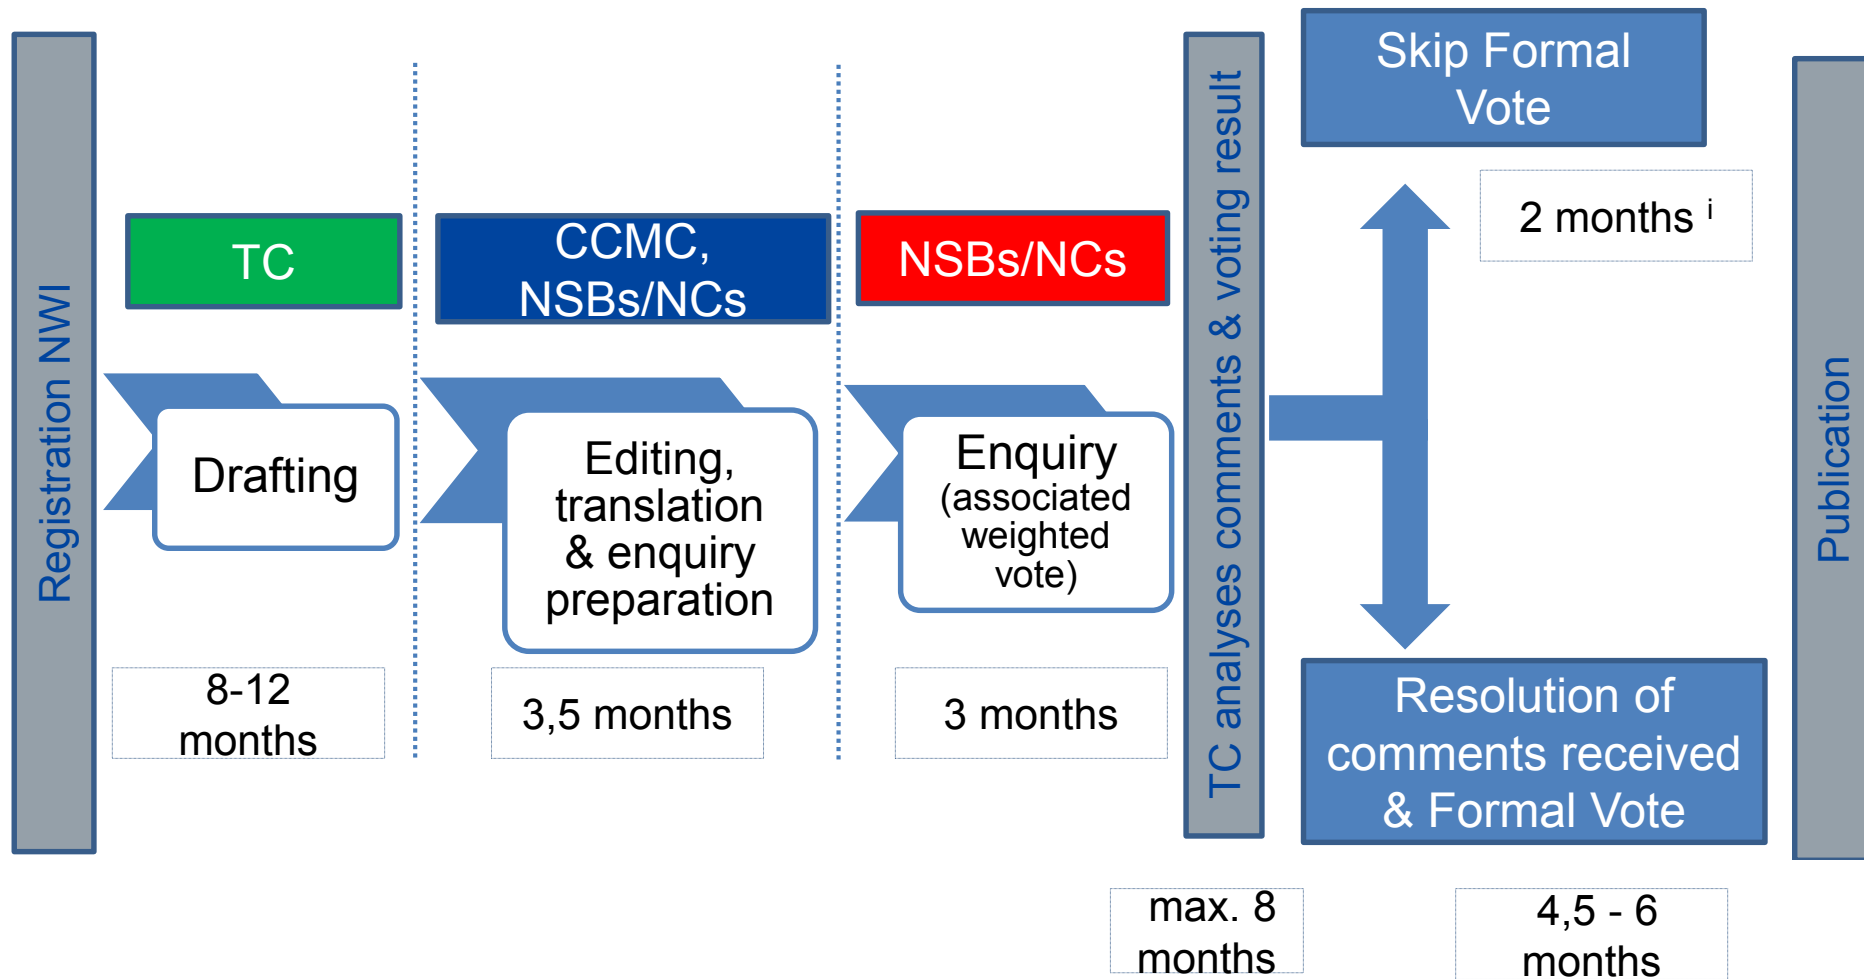 Registration NWI
TC
Drafting
8-12
months
CCMC,
NSBs/NCs
Editing,
translation
& enquiry
preparation
3,5 months
NSBs/NCs
Enquiry
(associated
weighted
vote)
3 months
TC analyses comments & voting result
max. 8
months
Skip Formal
Vote
2 months i
Resolution of
comments received
& Formal Vote
4,5 - 6
months
Publication